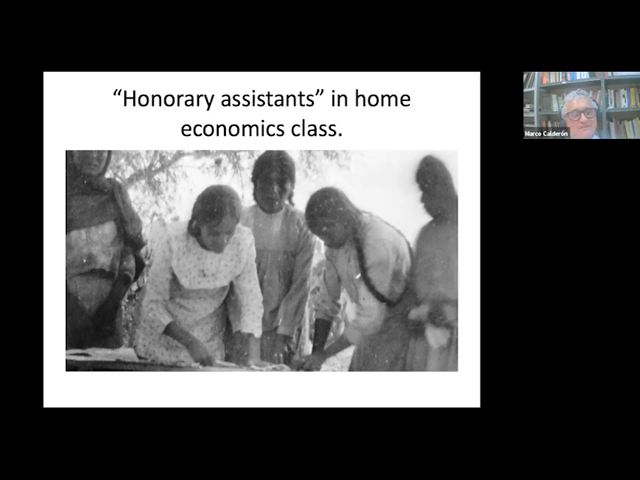 “Honorary assistants” in home
economics class.
Marco Calderón